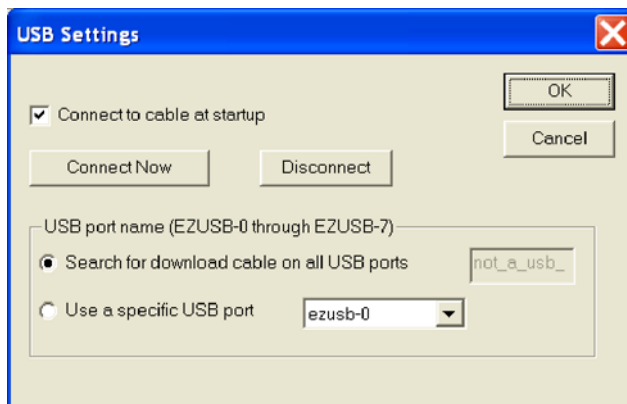 USB Settings
OK
Connect to cable at startup
Cancel
Connect Now
Disconnect
USB port name (EZUSB-0 through EZUSB-7)
Search for download cable on all USB ports
not_a_usb_
Use a specific USB port
ezusb-0